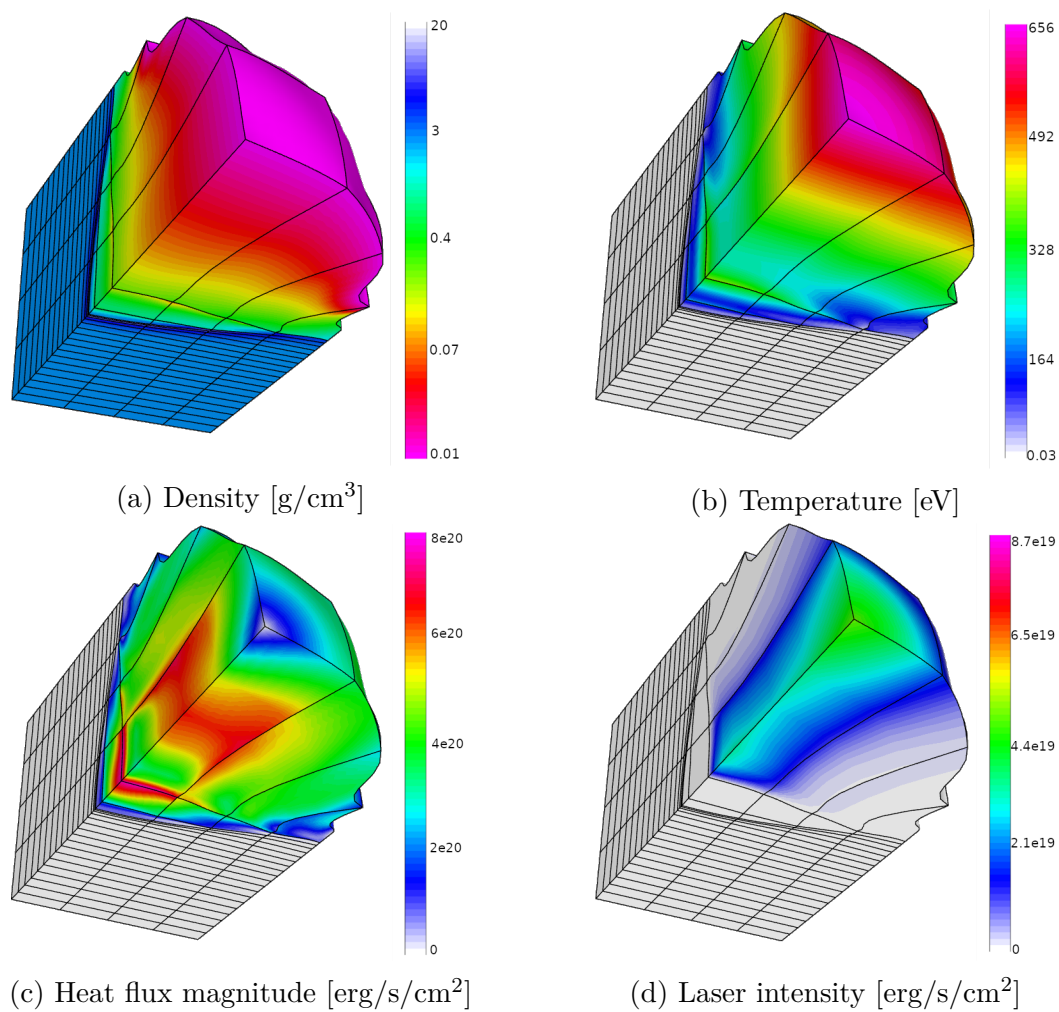 20
3
0.4
0.07
0.01
(a) Density [g/cm³]
656
492
328
164
0.03
(b) Temperature [eV]
8e20
6e20
4e20
2e20
0
(c) Heat flux magnitude [erg/s/cm²]
8.7e19
6.5e19
4.4e19
2.1e19
0
(d) Laser intensity [erg/s/cm²]